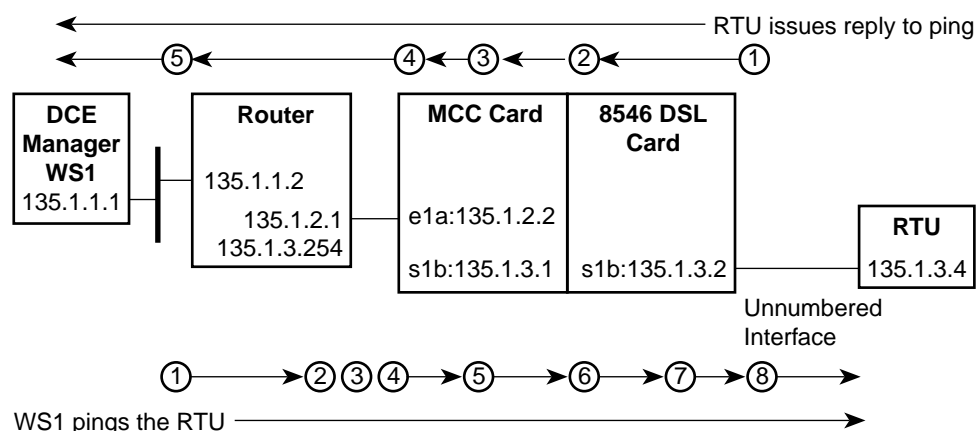 RTU issues reply to ping
5 4 3 2 1
DCE
Manager
WS1
135.1.1.1
Router
135.1.1.2
135.1.2.1
135.1.3.254
MCC Card
e1a:135.1.2.2
s1b:135.1.3.1
8546 DSL
Card
s1b:135.1.3.2
RTU
135.1.3.4
Unnumbered
Interface
1 2 3 4 5 6 7 8
WS1 pings the RTU